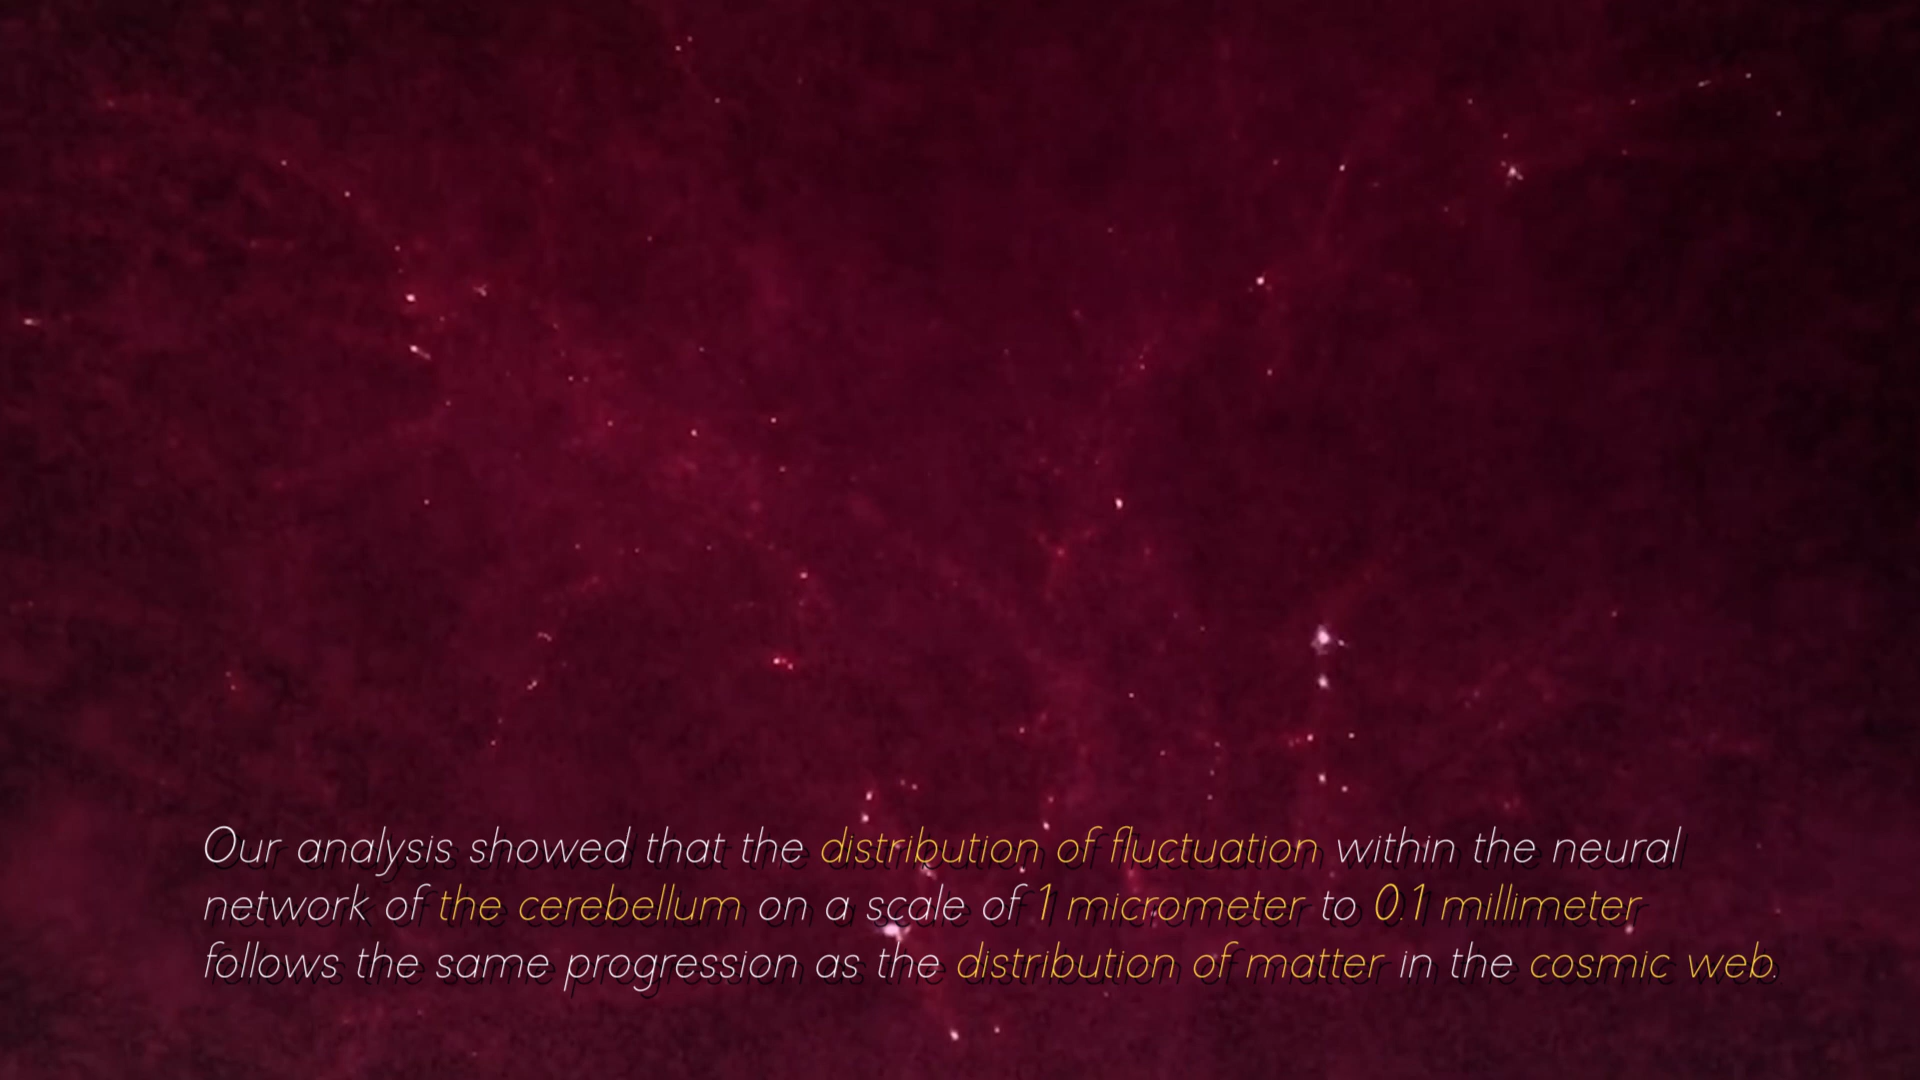 Our analysis showed that the distribution of fluctuation within the neural
network of the cerebellum on a scale of 1 micrometer to 0.1 millimeter
follows the same progression as the distribution of matter in the cosmic web.